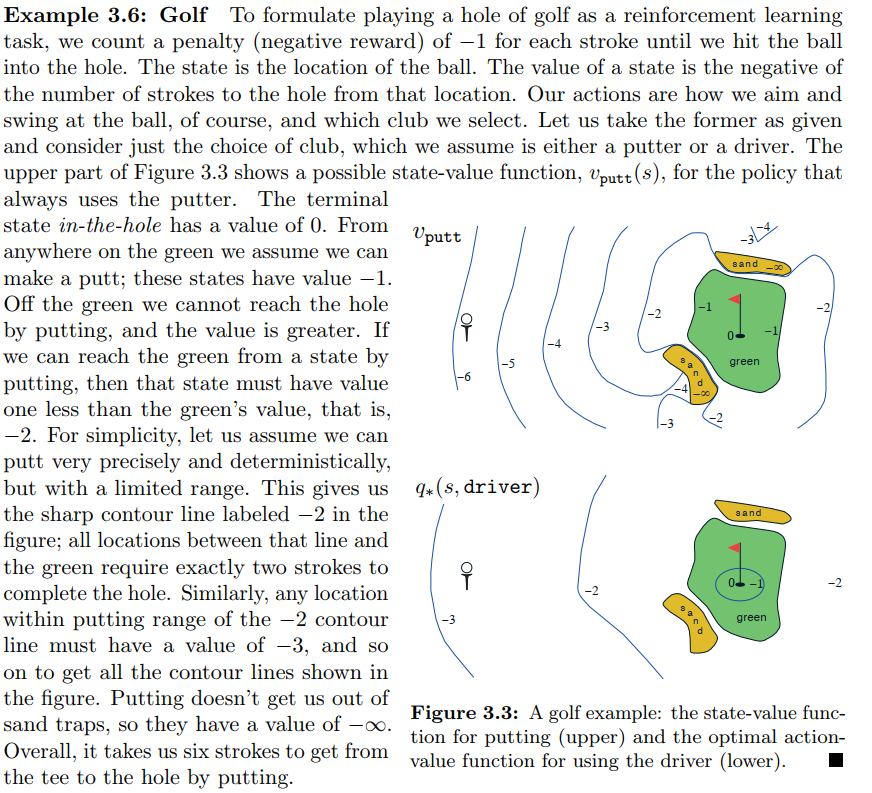 Example 3.6: Golf To formulate playing a hole of golf as a reinforcement learning
task, we count a penalty (negative reward) of −1 for each stroke until we hit the ball
into the hole. The state is the location of the ball. The value of a state is the negative of
the number of strokes to the hole from that location. Our actions are how we aim and
swing at the ball, of course, and which club we select. Let us take the former as given
and consider just the choice of club, which we assume is either a putter or a driver. The
upper part of Figure 3.3 shows a possible state-value function, vputt(s), for the policy that
always uses the putter. The terminal
state in-the-hole has a value of 0. From
anywhere on the green we assume we can
make a putt; these states have value −1.
Off the green we cannot reach the hole
by putting, and the value is greater. If
we can reach the green from a state by
putting, then that state must have value
one less than the green's value, that is,
−2. For simplicity, let us assume we can
putt very precisely and deterministically,
but with a limited range. This gives us
the sharp contour line labeled −2 in the
figure; all locations between that line and
the green require exactly two strokes to
complete the hole. Similarly, any location
within putting range of the −2 contour
line must have a value of −3, and so
on to get all the contour lines shown in
the figure. Putting doesn't get us out of
sand traps, so they have a value of −∞.
Overall, it takes us six strokes to get from
the tee to the hole by putting.
vputt
−4
−3
sand −∞
−1
−2
−2
−3
0
−1
−4
green
−5
sand
−6
−4
−∞
−2
−3
q*(s, driver)
sand
0
−1
−2
−2
sand
green
−3
Figure 3.3: A golf example: the state-value func-
tion for putting (upper) and the optimal action-
value function for using the driver (lower). ■